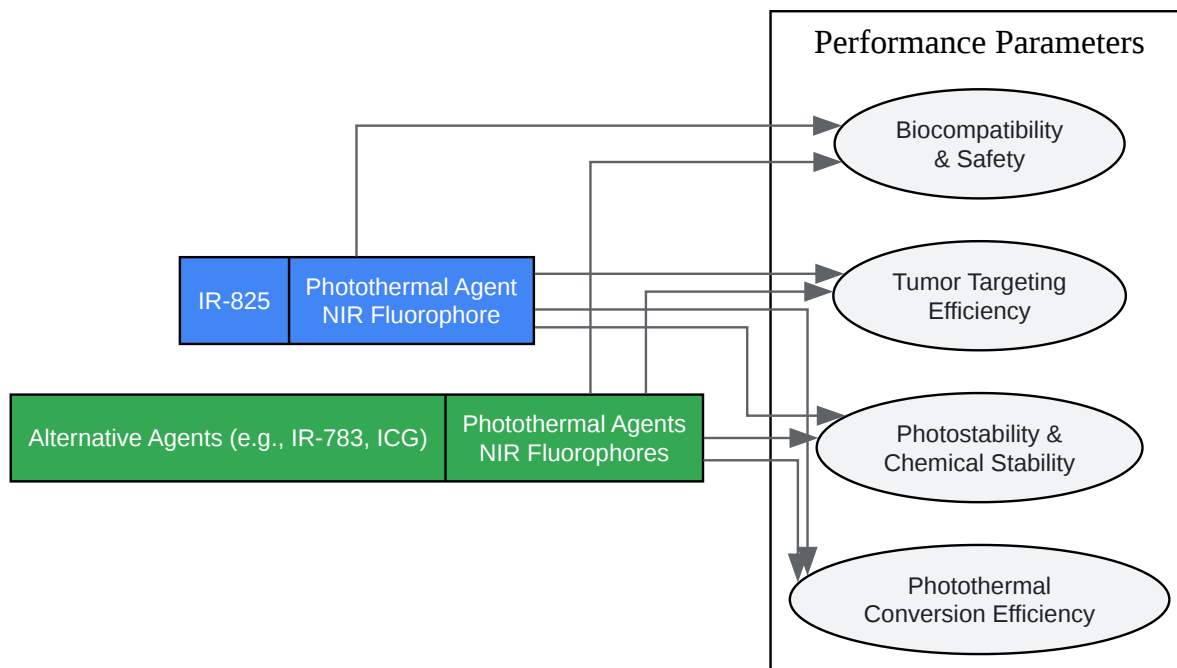 Performance Parameters
Biocompatibility
& Safety
IR-825
Photothermal Agent
NIR Fluorophore
Tumor Targeting
Efficiency
Alternative Agents (e.g., IR-783, ICG)
Photothermal Agents
NIR Fluorophores
Photostability &
Chemical Stability
Photothermal
Conversion Efficiency